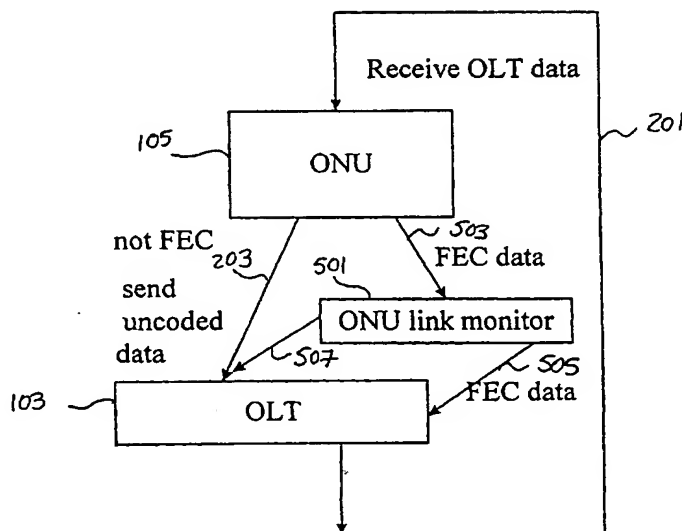 Receive OLT data
201
105
ONU
not FEC
203
503
FEC data
send
uncoded
data
501
ONU link monitor
507
505
FEC data
103
OLT